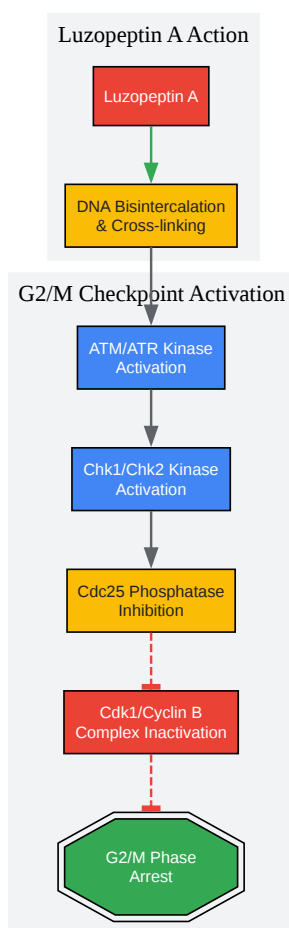 Luzopeptin A Action
Luzopeptin A
DNA Bisintercalation
& Cross-linking
G2/M Checkpoint Activation
ATM/ATR Kinase
Activation
Chk1/Chk2 Kinase
Activation
Cdc25 Phosphatase
Inhibition
Cdk1/Cyclin B
Complex Inactivation
G2/M Phase
Arrest